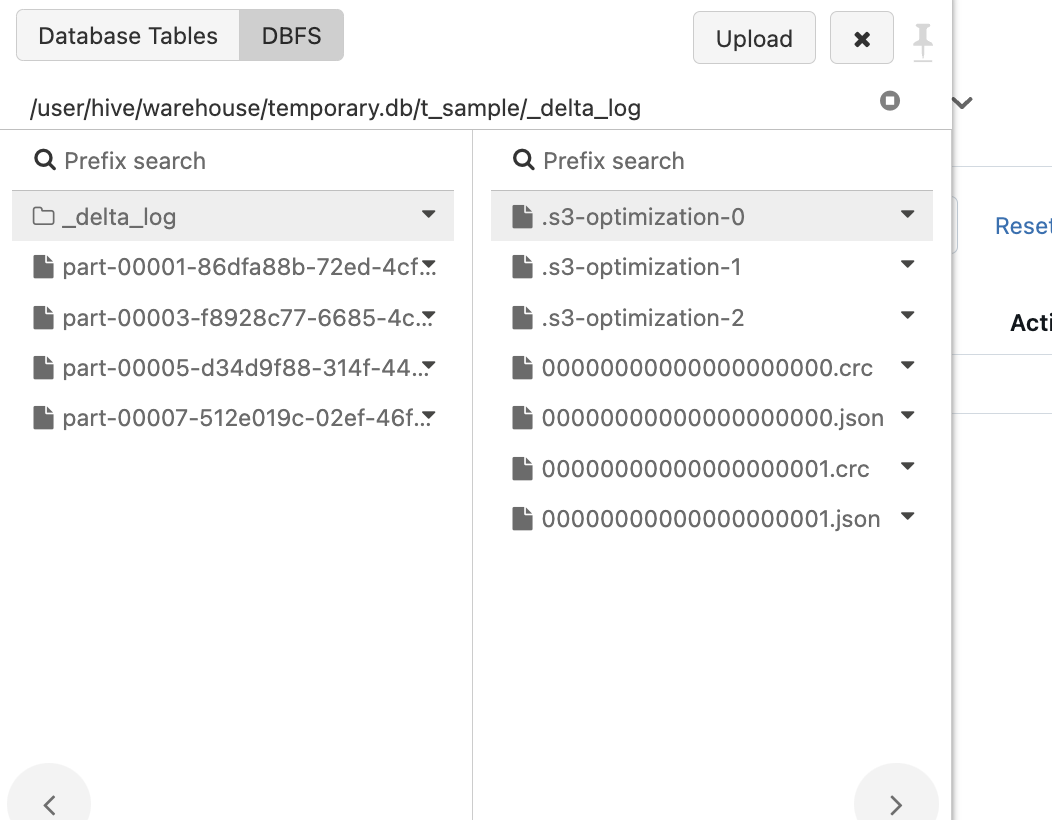 Database Tables DBFS Upload
/user/hive/warehouse/temporary.db/t_sample/_delta_log
Prefix search
_delta_log
part-00001-86dfa88b-72ed-4cf...
part-00003-f8928c77-6685-4c...
part-00005-d34d9f88-314f-44...
part-00007-512e019c-02ef-46f...
Prefix search
.s3-optimization-0
.s3-optimization-1
.s3-optimization-2
00000000000000000000.crc
00000000000000000000.json
00000000000000000001.crc
00000000000000000001.json
Reset
Acti